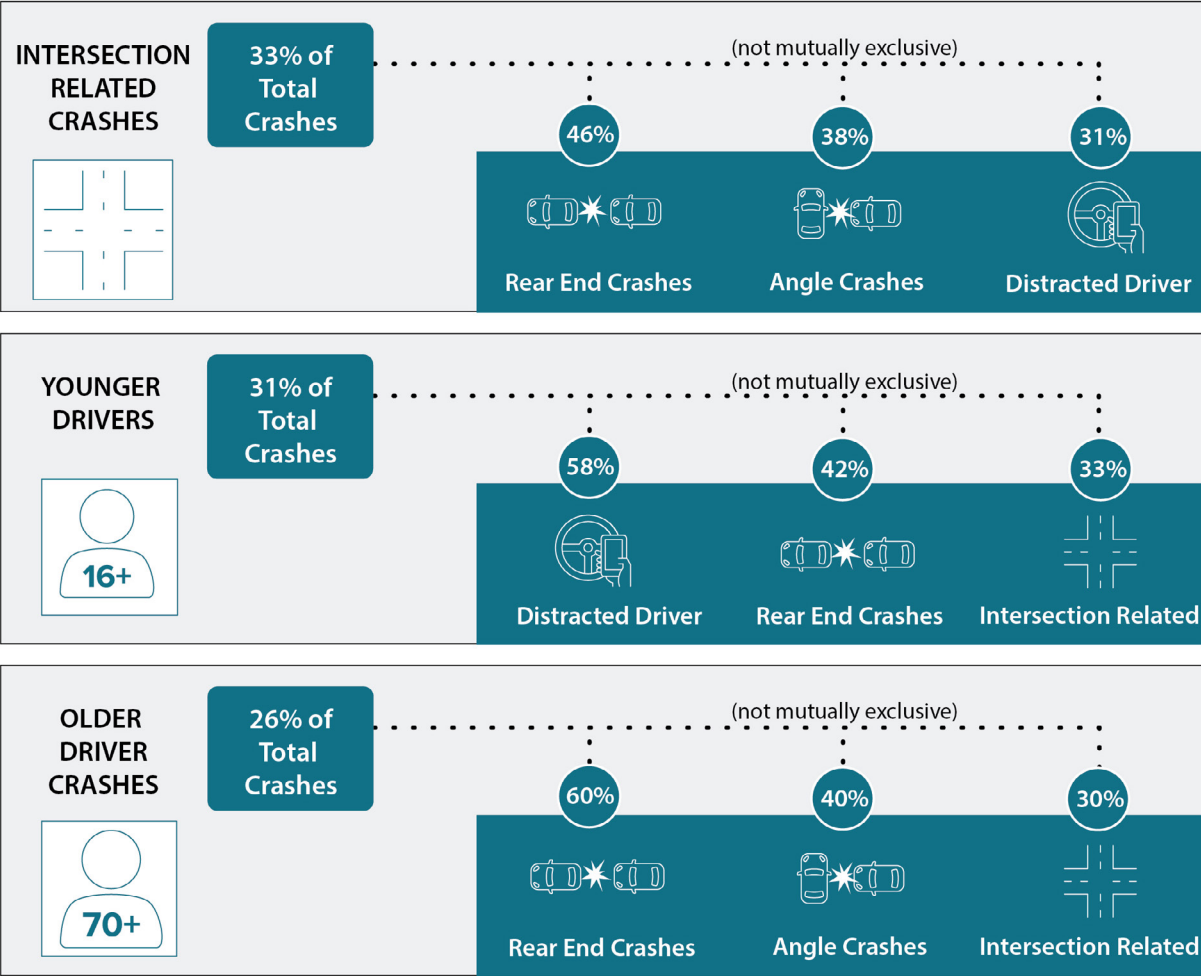 INTERSECTION
RELATED
CRASHES
33% of
Total
Crashes
(not mutually exclusive)
46%
38%
31%
Rear End Crashes
Angle Crashes
Distracted Driver
YOUNGER
DRIVERS
16+
31% of
Total
Crashes
(not mutually exclusive)
58%
42%
33%
Distracted Driver
Rear End Crashes
Intersection Related
OLDER
DRIVER
CRASHES
70+
26% of
Total
Crashes
(not mutually exclusive)
60%
40%
30%
Rear End Crashes
Angle Crashes
Intersection Related